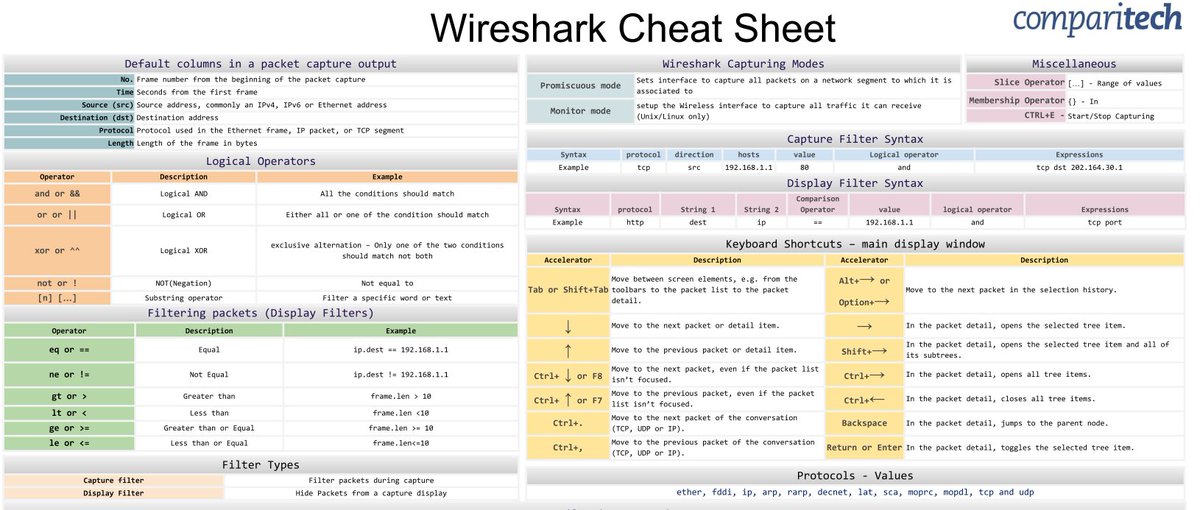 Wireshark Cheat Sheet
comparitech
Default columns in a packet capture output
No. Frame number from the beginning of the packet capture
Time Seconds from the first frame
Source (src) Source address, commonly an IPv4, IPv6 or Ethernet address
Destination (dst) Destination address
Protocol Protocol used in the Ethernet frame, IP packet, or TCP segment
Length Length of the frame in bytes
Logical Operators
Operator Description Example
and or && Logical AND All the conditions should match
or or || Logical OR Either all or one of the condition should match
xor or ^^ Logical XOR exclusive alternation – Only one of the two conditions
should match not both
not or ! NOT(Negation) Not equal to
[n] […] Substring operator Filter a specific word or text
Filtering packets (Display Filters)
Operator Description Example
eq or == Equal ip.dest == 192.168.1.1
ne or != Not Equal ip.dest != 192.168.1.1
gt or > Greater than frame.len > 10
lt or < Less than frame.len <10
ge or >= Greater than or Equal frame.len >= 10
le or <= Less than or Equal frame.len<=10
Filter Types
Capture filter Filter packets during capture
Display Filter Hide Packets from a capture display
Wireshark Capturing Modes
Promiscuous mode Sets interface to capture all packets on a network segment to which it is
associated to
Monitor mode setup the Wireless interface to capture all traffic it can receive
(Unix/Linux only)
Miscellaneous
Slice Operator […] - Range of values
Membership Operator {} - In
CTRL+E - Start/Stop Capturing
Capture Filter Syntax
Syntax protocol direction hosts value Logical operator Expressions
Example tcp src 192.168.1.1 80 and tcp dst 202.164.30.1
Display Filter Syntax
Syntax protocol String 1 String 2 Comparison Operator value logical operator Expressions
Example http dest ip == 192.168.1.1 and tcp port
Keyboard Shortcuts – main display window
Accelerator Description Accelerator Description
Tab or Shift+Tab Move between screen elements, e.g. from the
toolbars to the packet list to the packet
detail.
Alt+→ or
Option+→ Move to the next packet in the selection history.
↓ Move to the next packet or detail item.
→ In the packet detail, opens the selected tree item.
↑ Move to the previous packet or detail item.
Shift+→ In the packet detail, opens the selected tree item and all of
its subtrees.
Ctrl+ ↓ or F8 Move to the next packet, even if the packet list
isn’t focused.
Ctrl+→ In the packet detail, opens all tree items.
Ctrl+ ↑ or F7 Move to the previous packet, even if the packet
list isn’t focused.
Ctrl+← In the packet detail, closes all tree items.
Ctrl+. Move to the next packet of the conversation
(TCP, UDP or IP).
Backspace In the packet detail, jumps to the parent node.
Ctrl+, Move to the previous packet of the conversation
(TCP, UDP or IP).
Return or Enter In the packet detail, toggles the selected tree item.
Protocols - Values
ether, fddi, ip, arp, rarp, decnet, lat, sca, moprc, mopdl, tcp and udp